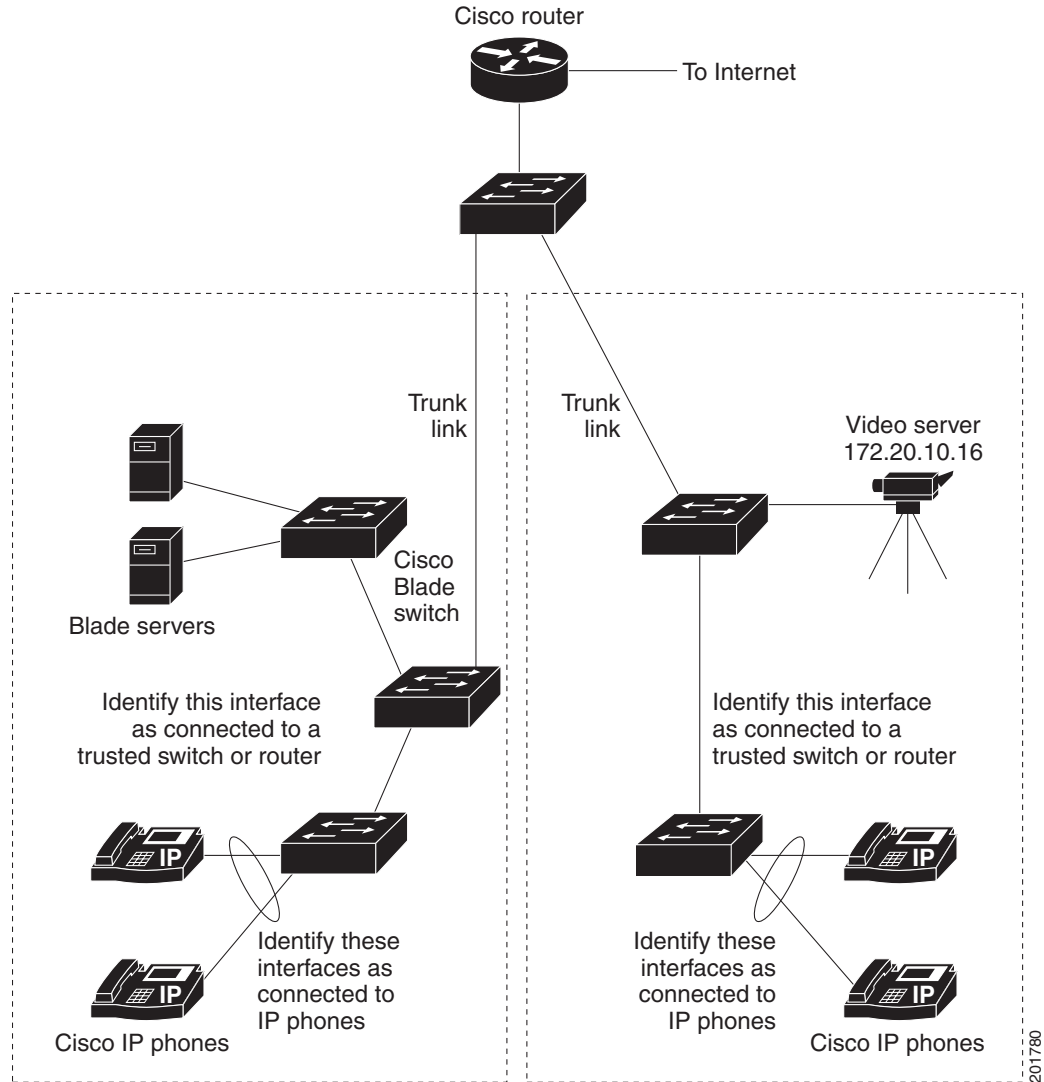 Cisco router
To Internet
Trunk
link
Trunk
link
Video server
172.20.10.16
Cisco
Blade
switch
Blade servers
Identify this interface
as connected to a
trusted switch or router
Identify this interface
as connected to a
trusted switch or router
IP
IP
Identify these
interfaces as
connected to
IP phones
Identify these
interfaces as
connected to
IP phones
IP
IP
Cisco IP phones
Cisco IP phones
201780